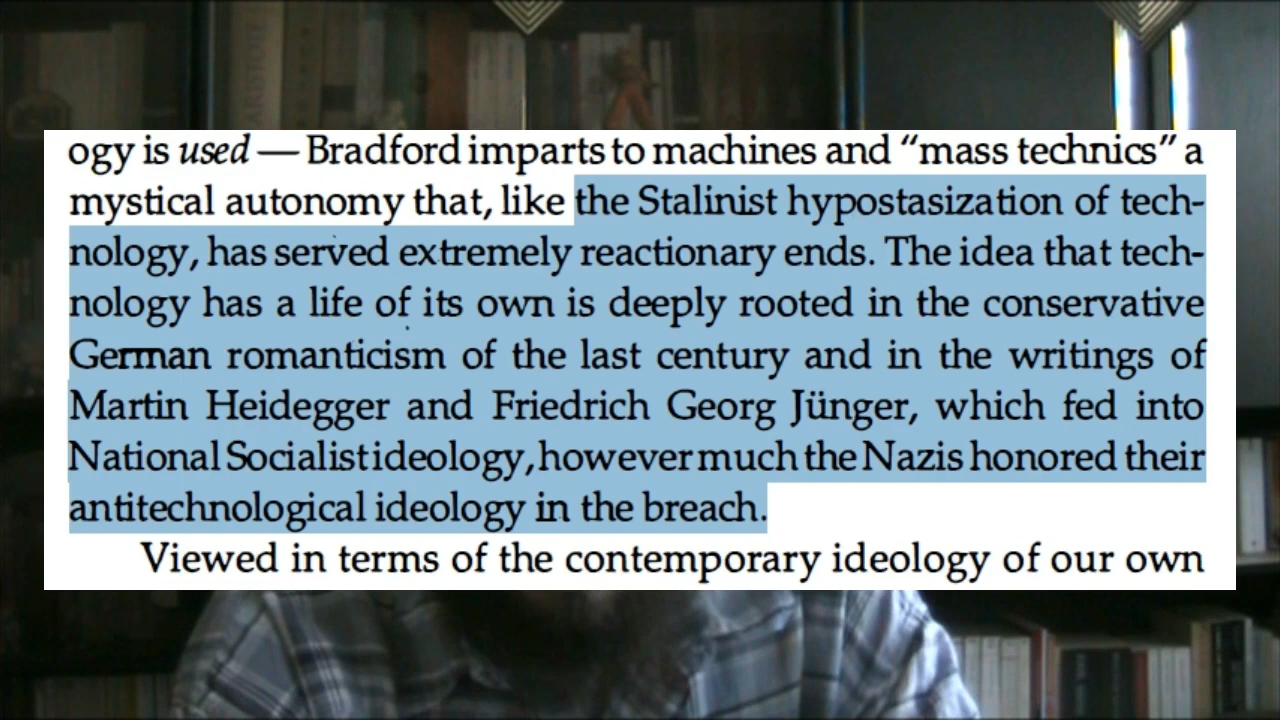 ogy is used — Bradford imparts to machines and “mass technics” a
mystical autonomy that, like the Stalinist hypostasization of tech-
nology, has served extremely reactionary ends. The idea that tech-
nology has a life of its own is deeply rooted in the conservative
German romanticism of the last century and in the writings of
Martin Heidegger and Friedrich Georg Jünger, which fed into
National Socialist ideology, however much the Nazis honored their
antitechnological ideology in the breach.
Viewed in terms of the contemporary ideology of our own